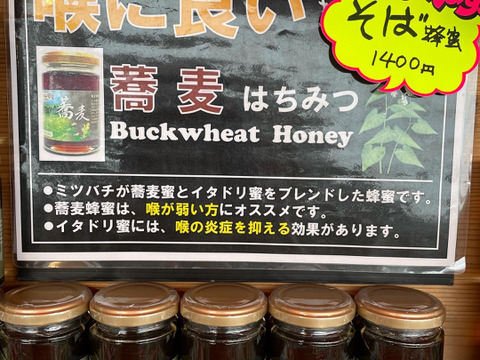 喉に良い
そば蜂蜜
1400円
蕎麦
蕎麦 はちみつ
Buckwheat Honey
●ミツバチが蕎麦蜜とイタドリ蜜をブレンドした蜂蜜です。
●蕎麦蜂蜜は、喉が弱い方にオススメです。
●イタドリ蜜には、喉の炎症を抑える効果があります。